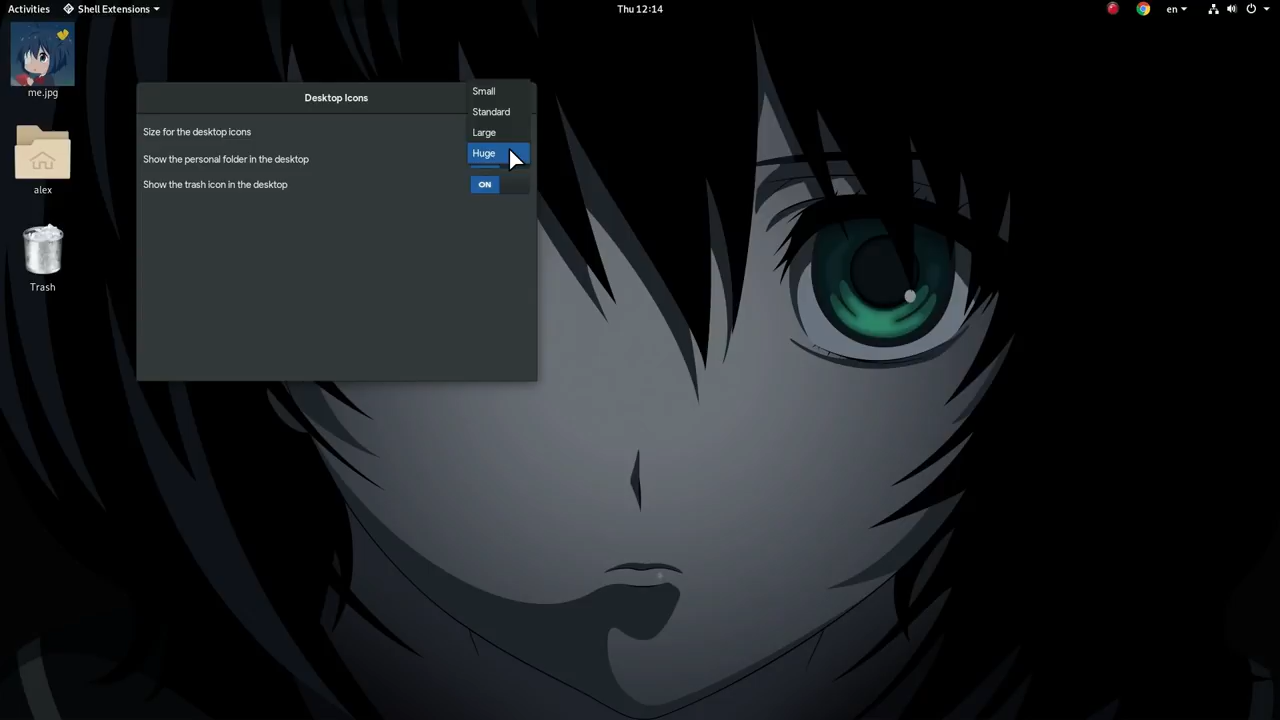 Activities
Shell Extensions
Thu 12:14
en
me.jpg
alex
Trash
Desktop Icons
Size for the desktop icons
Show the personal folder in the desktop
Show the trash icon in the desktop
Small
Standard
Large
Huge
ON